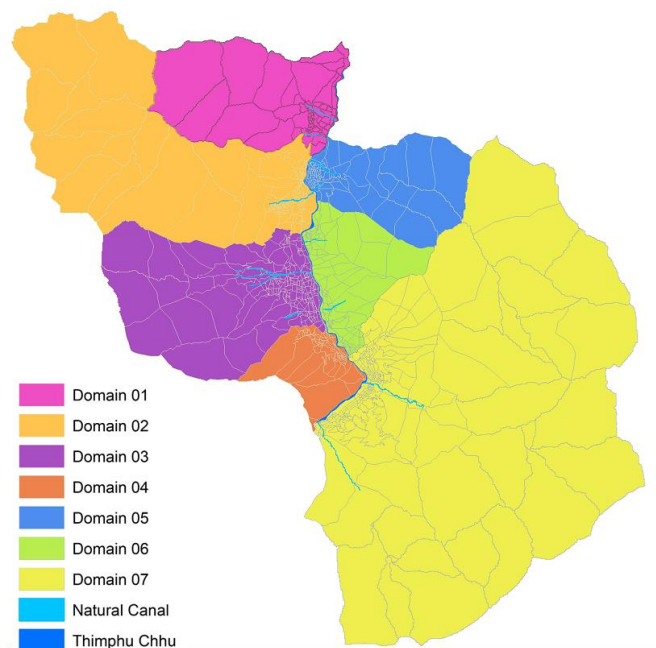 Domain 01
Domain 02
Domain 03
Domain 04
Domain 05
Domain 06
Domain 07
Natural Canal
Thimphu Chhu